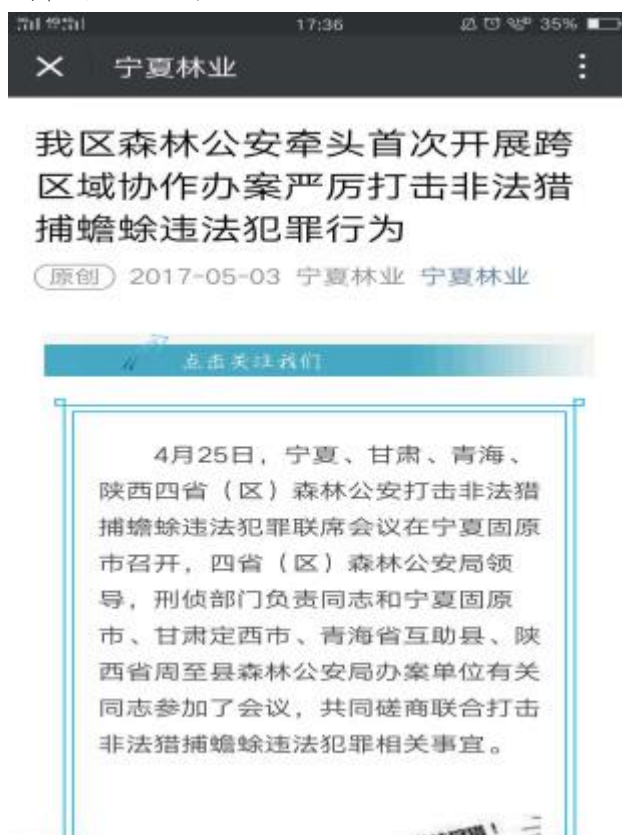 17:36
35%
宁夏林业
我区森林公安牵头首次开展跨
区域协作办案严厉打击非法猎
捕蟾蜍违法犯罪行为
原创 2017-05-03 宁夏林业 宁夏林业
点击关注我们
4月25日，宁夏、甘肃、青海、
陕西四省（区）森林公安打击非法猎
捕蟾蜍违法犯罪联席会议在宁夏固原
市召开，四省（区）森林公安局领
导，刑侦部门负责同志和宁夏固原
市、甘肃定西市、青海省互助县、陕
西省周至县森林公安局办案单位有关
同志参加了会议，共同磋商联合打击
非法猎捕蟾蜍违法犯罪相关事宜。